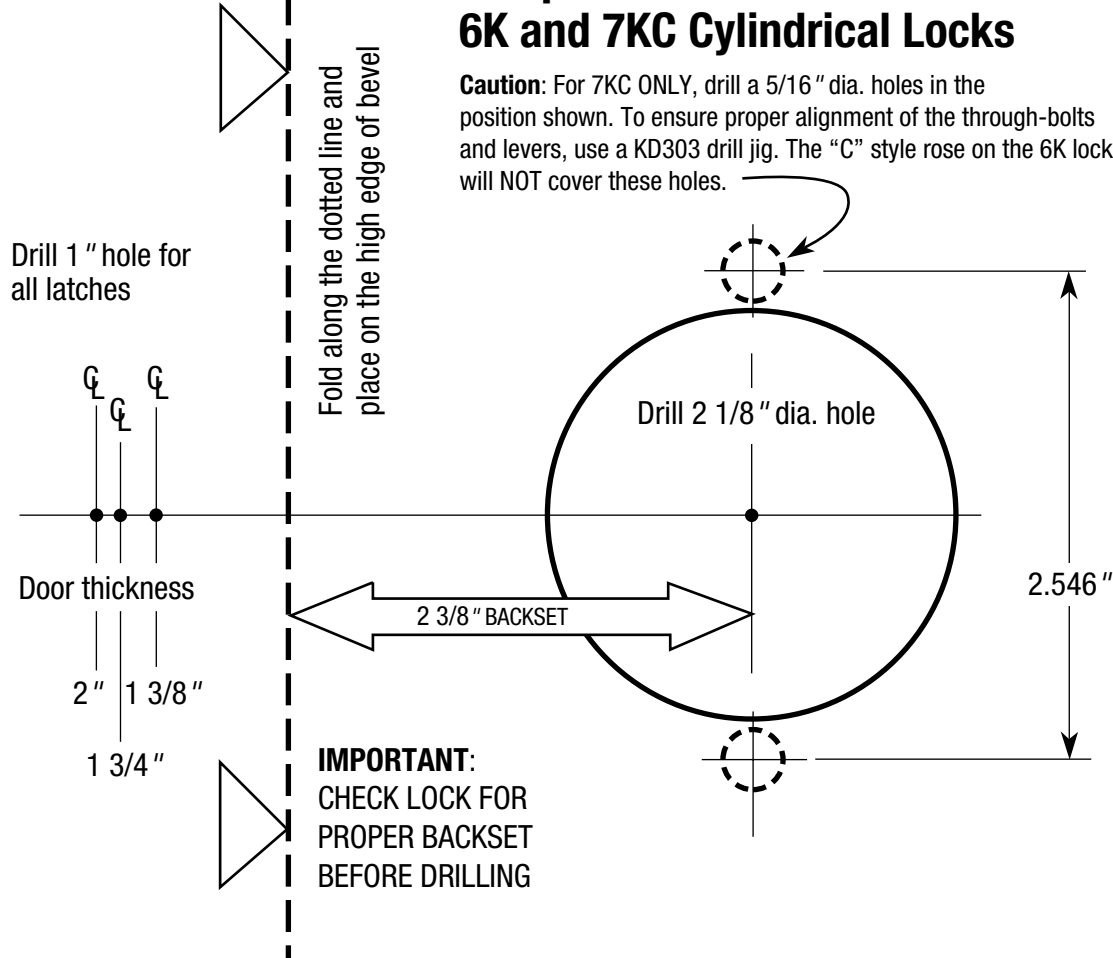 6K and 7KC Cylindrical Locks
Caution: For 7KC ONLY, drill a 5/16" dia. holes in the
position shown. To ensure proper alignment of the through-bolts
and levers, use a KD303 drill jig. The “C” style rose on the 6K lock
will NOT cover these holes.
Fold along the dotted line and
place on the high edge of bevel
Drill 1" hole for
all latches
℄
℄
℄
Drill 2 1/8" dia. hole
Door thickness
2"
1 3/8"
1 3/4"
2 3/8" BACKSET
2.546"
IMPORTANT:
CHECK LOCK FOR
PROPER BACKSET
BEFORE DRILLING